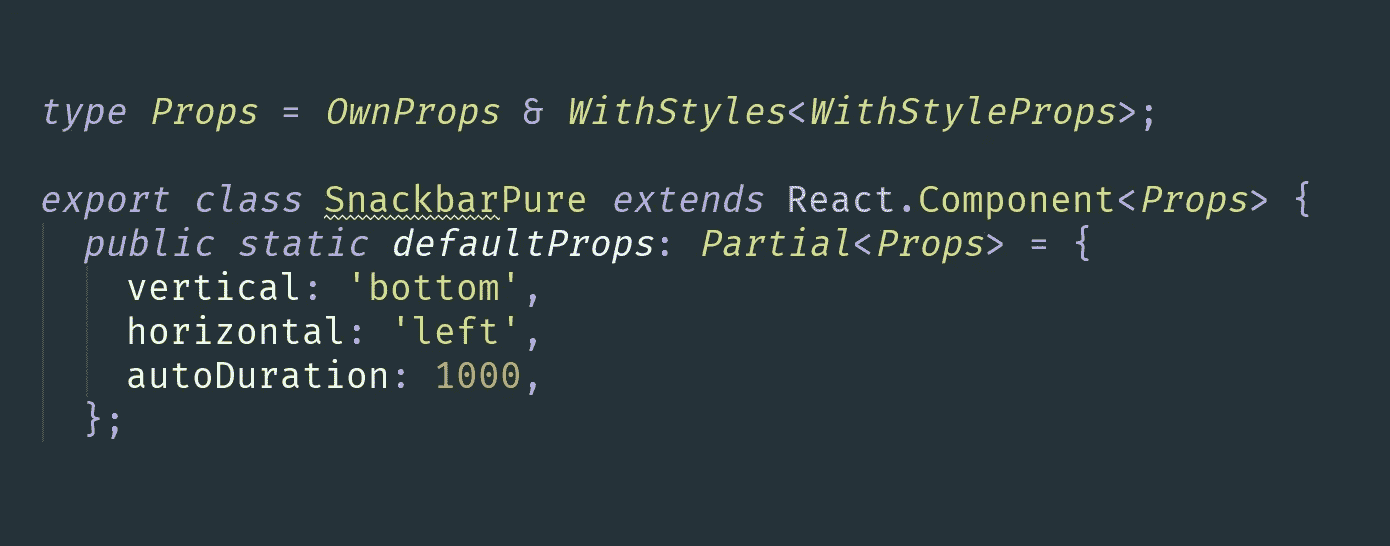 type Props = OwnProps & WithStyles<WithStyleProps>;
export class SnackbarPure extends React.Component<Props> {
public static defaultProps: Partial<Props> = {
vertical: 'bottom',
horizontal: 'left',
autoDuration: 1000,
};